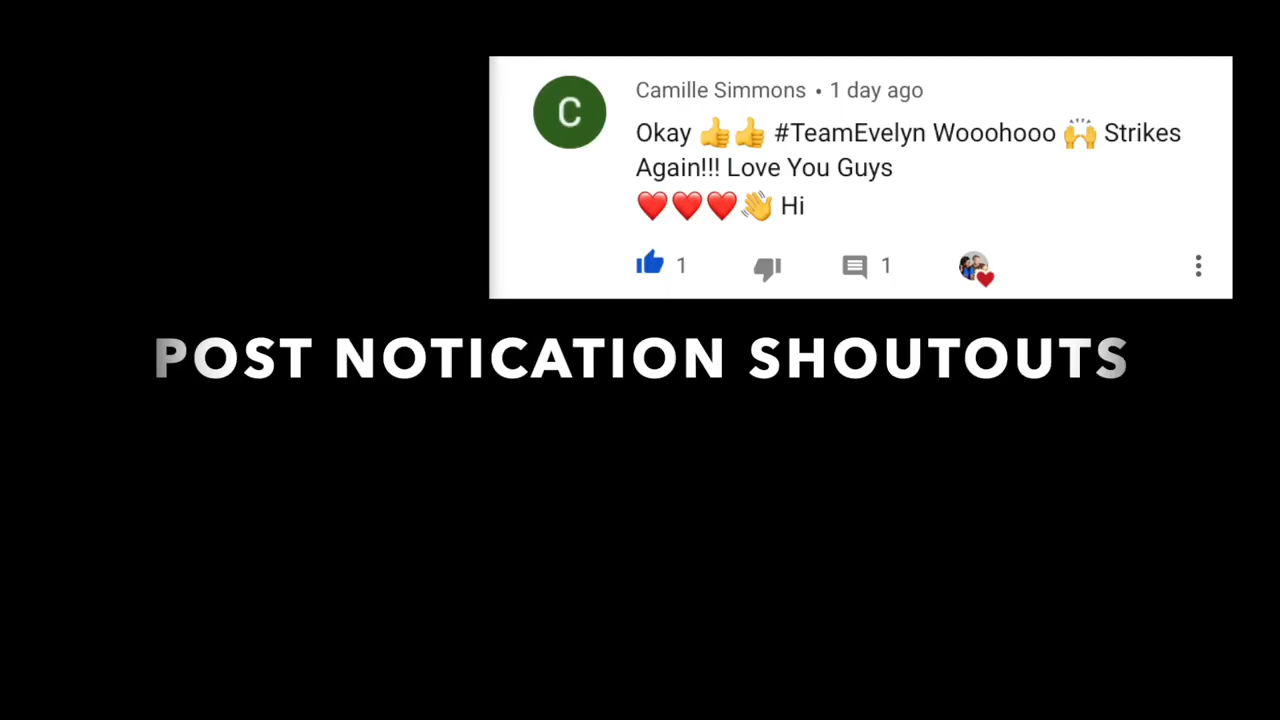 C
Camille Simmons • 1 day ago
Okay 👍👍 #TeamEvelyn Wooohooo 🙌 Strikes
Again!!! Love You Guys
❤️❤️❤️👋 Hi
1
1
POST NOTICATION SHOUTOUTS